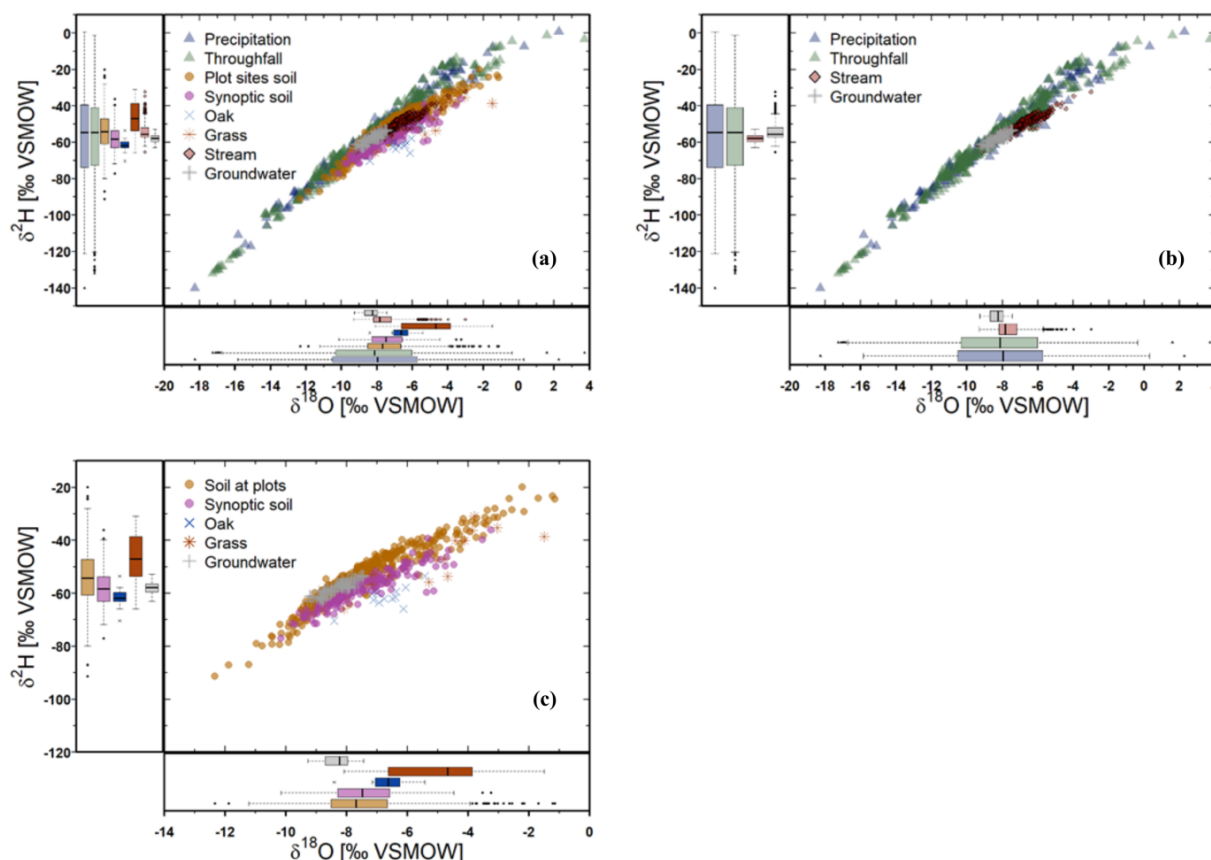 0
-20
-40
-60
-80
-100
-120
-140
δ²H [‰ VSMOW]
Precipitation
Throughfall
Plot sites soil
Synoptic soil
Oak
Grass
Stream
Groundwater
(a)
-20 -18 -16 -14 -12 -10 -8 -6 -4 -2 0 2 4
δ¹⁸O [‰ VSMOW]
0
-20
-40
-60
-80
-100
-120
-140
δ²H [‰ VSMOW]
Precipitation
Throughfall
Stream
Groundwater
(b)
-20 -18 -16 -14 -12 -10 -8 -6 -4 -2 0 2 4
δ¹⁸O [‰ VSMOW]
-20
-40
-60
-80
-100
-120
δ²H [‰ VSMOW]
Soil at plots
Synoptic soil
Oak
Grass
Groundwater
(c)
-14 -12 -10 -8 -6 -4 -2 0
δ¹⁸O [‰ VSMOW]